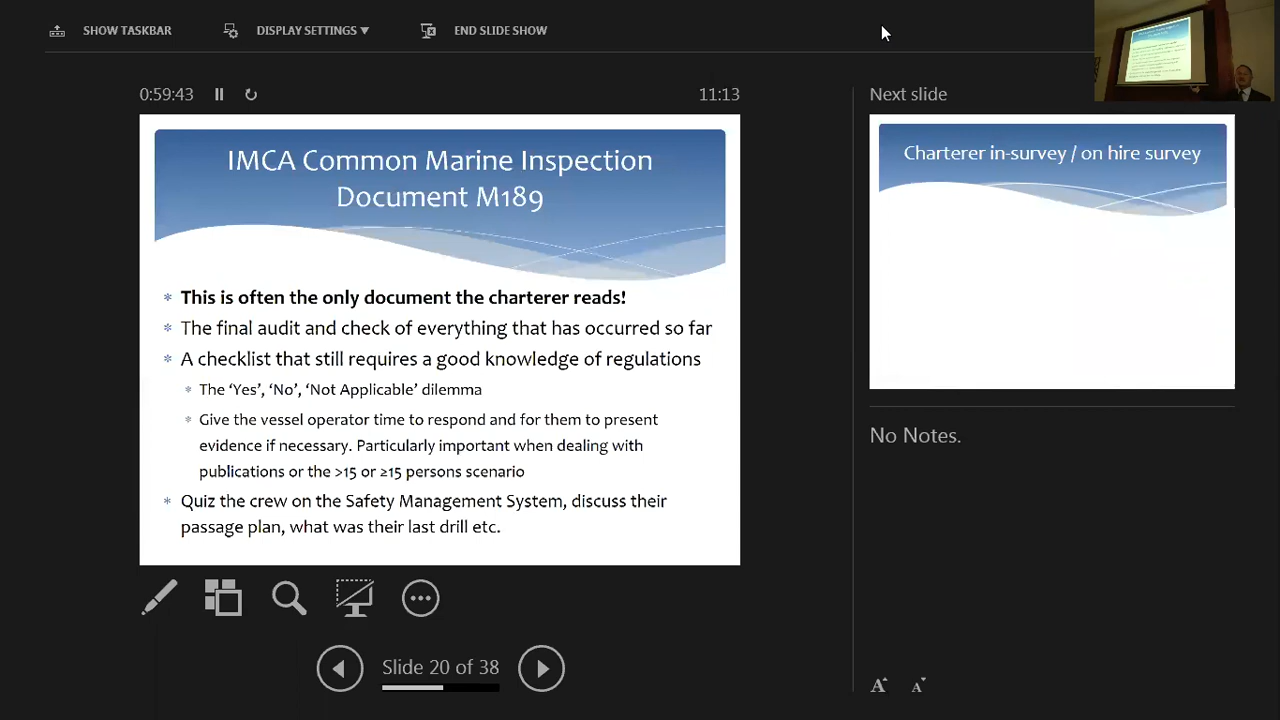 SHOW TASKBAR
DISPLAY SETTINGS ▼
END SLIDE SHOW
0:59:43
11:13
IMCA Common Marine Inspection
Document M189
This is often the only document the charterer reads!
The final audit and check of everything that has occurred so far
A checklist that still requires a good knowledge of regulations
The ‘Yes’, ‘No’, ‘Not Applicable’ dilemma
Give the vessel operator time to respond and for them to present
evidence if necessary. Particularly important when dealing with
publications or the >15 or ≥15 persons scenario
Quiz the crew on the Safety Management System, discuss their
passage plan, what was their last drill etc.
Slide 20 of 38
Next slide
Charterer in-survey / on hire survey
No Notes.
A
A